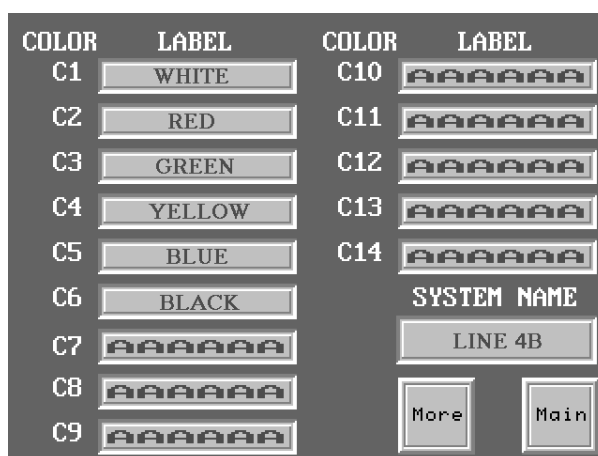 COLOR LABEL
C1 WHITE
C2 RED
C3 GREEN
C4 YELLOW
C5 BLUE
C6 BLACK
C7 AAAAAA
C8 AAAAAA
C9 AAAAAA
COLOR LABEL
C10 AAAAAA
C11 AAAAAA
C12 AAAAAA
C13 AAAAAA
C14 AAAAAA
SYSTEM NAME
LINE 4B
More Main